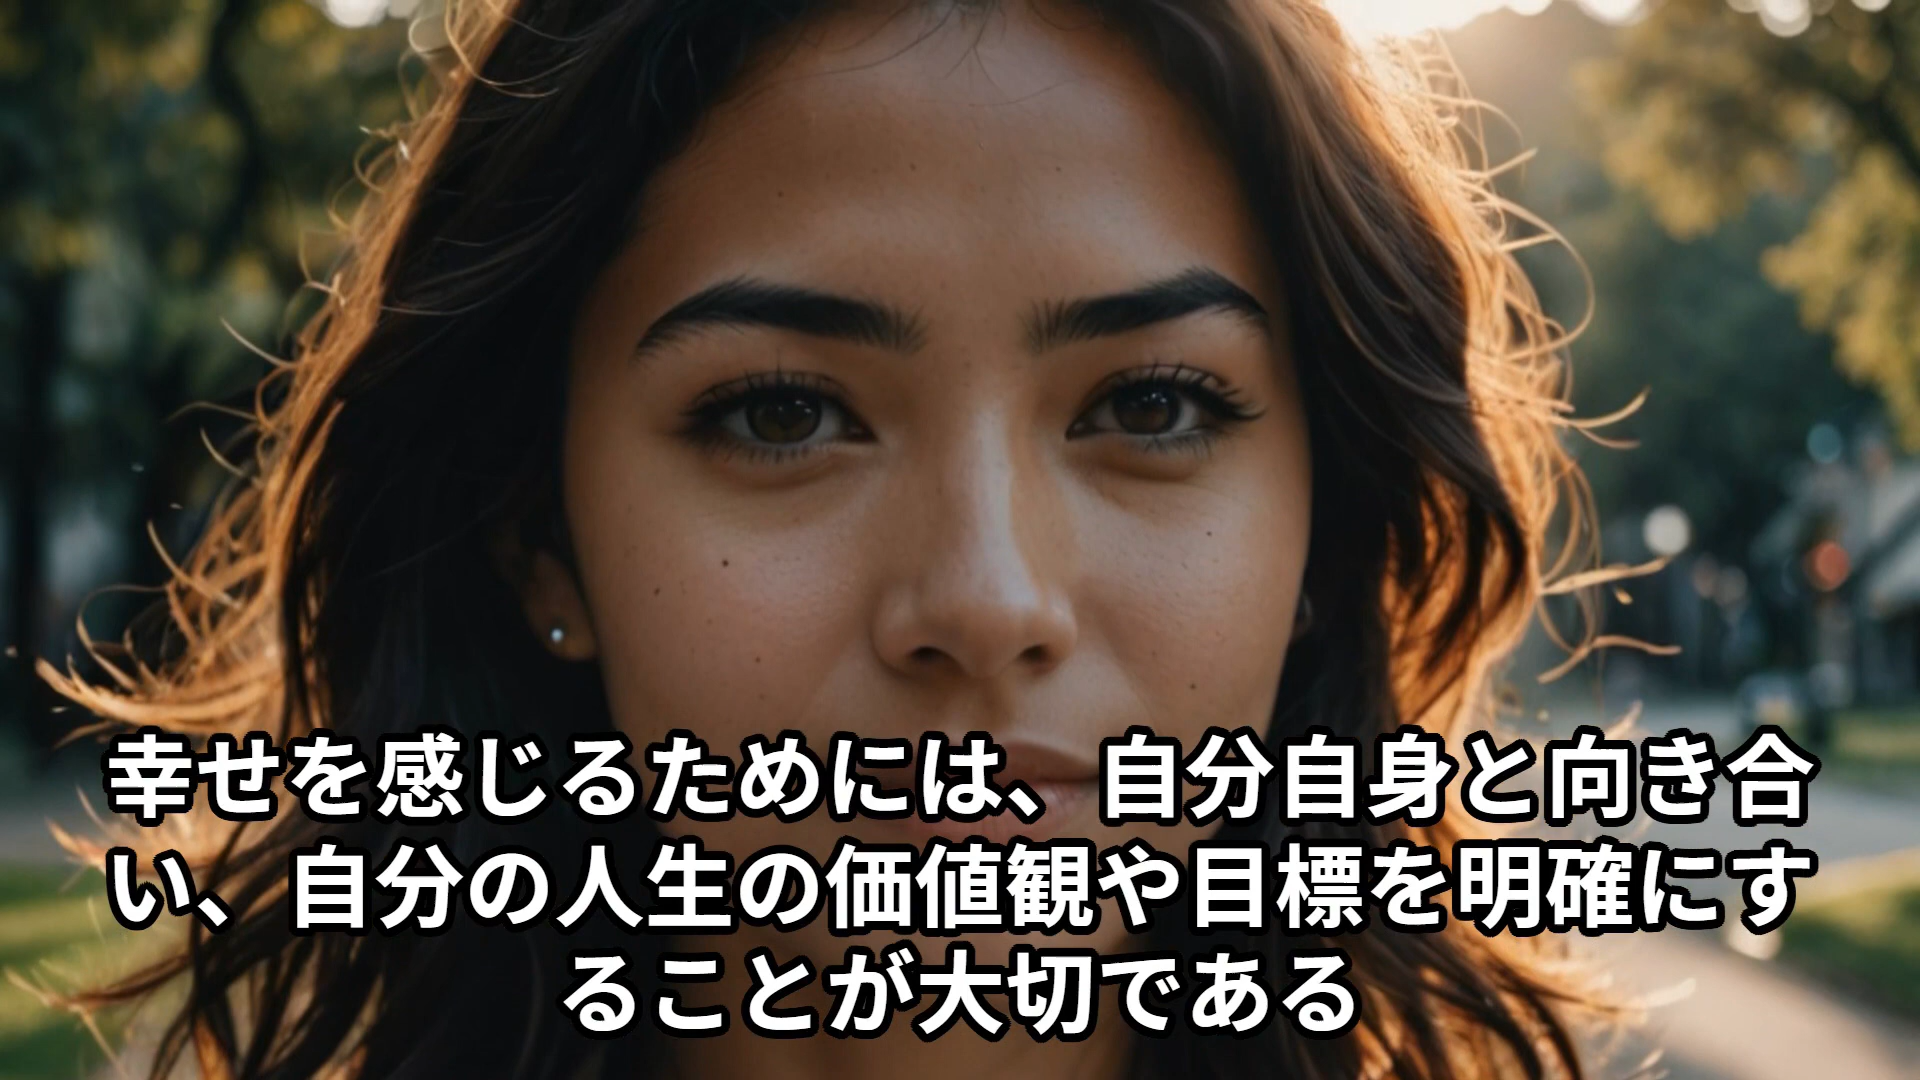 幸せを感じるためには、自分自身と向き合
い、自分の人生の価値観や目標を明確にす
ることが大切である